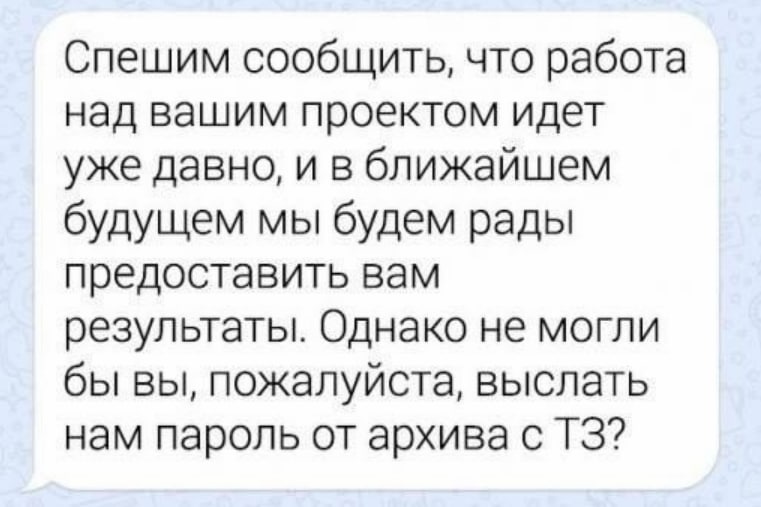 Спешим сообщить, что работа
над вашим проектом идет
уже давно, и в ближайшем
будущем мы будем рады
предоставить вам
результаты. Однако не могли
бы вы, пожалуйста, выслать
нам пароль от архива с ТЗ?